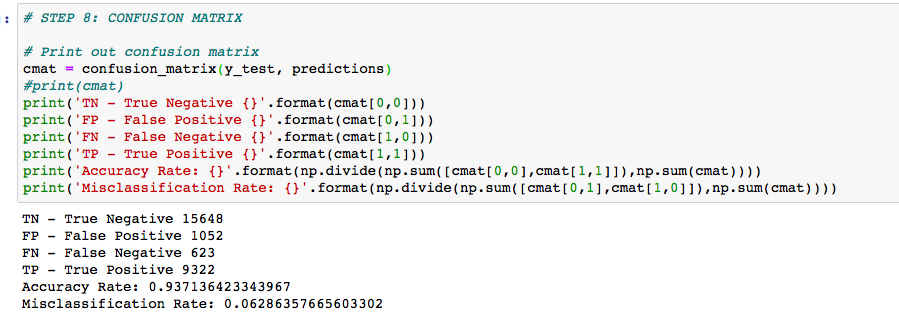 ]: # STEP 8: CONFUSION MATRIX
# Print out confusion matrix
cmat = confusion_matrix(y_test, predictions)
#print(cmat)
print('TN - True Negative {}'.format(cmat[0,0]))
print('FP - False Positive {}'.format(cmat[0,1]))
print('FN - False Negative {}'.format(cmat[1,0]))
print('TP - True Positive {}'.format(cmat[1,1]))
print('Accuracy Rate: {}'.format(np.divide(np.sum([cmat[0,0],cmat[1,1]]),np.sum(cmat))))
print('Misclassification Rate: {}'.format(np.divide(np.sum([cmat[0,1],cmat[1,0]]),np.sum(cmat))))
TN - True Negative 15648
FP - False Positive 1052
FN - False Negative 623
TP - True Positive 9322
Accuracy Rate: 0.937136423343967
Misclassification Rate: 0.06286357665603302